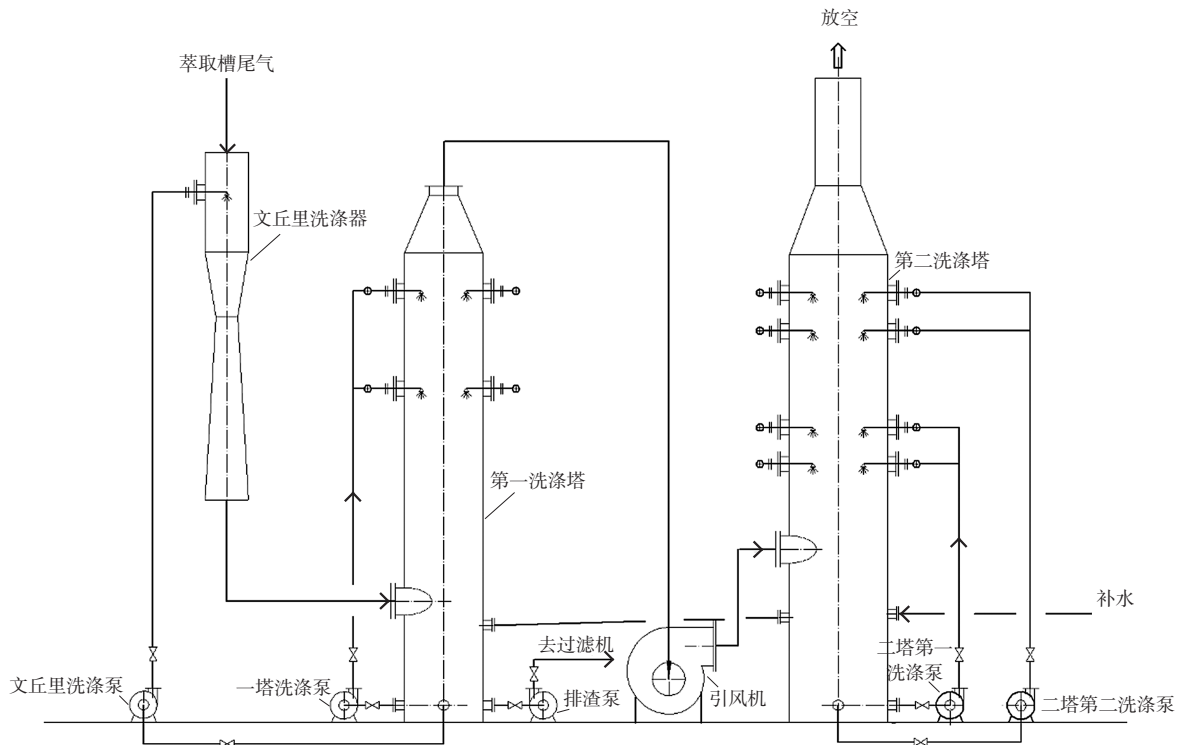 放空
萃取槽尾气
文丘里洗涤器
第二洗涤塔
第一洗涤塔
补水
去过滤机
二塔第一
洗涤泵
文丘里洗涤泵
一塔洗涤泵
排渣泵
引风机
二塔第二洗涤泵